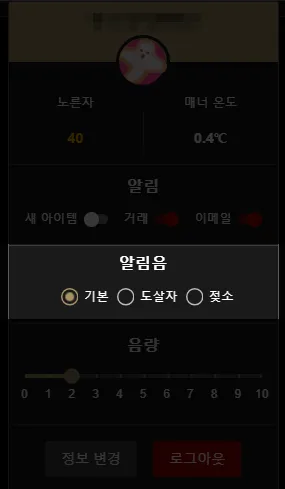 노른자 매너 온도
40 0.4℃
알림
새 아이템 거래 이메일
알림음
기본 도살자 젖소
음량
0 1 2 3 4 5 6 7 8 9 10
정보 변경 로그아웃